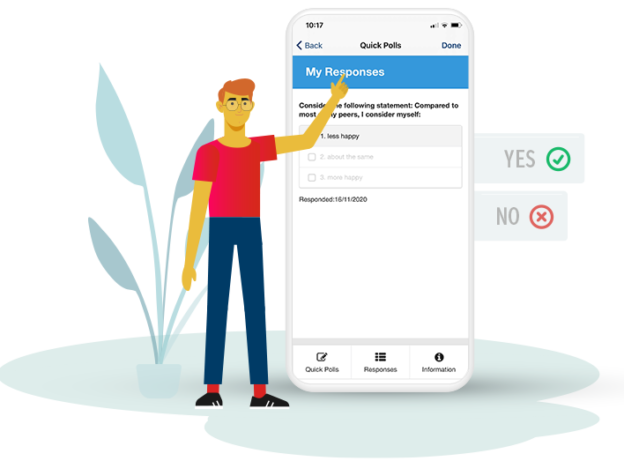 10:17
Back Quick Polls Done
My Responses
Consider the following statement: Compared to
most my peers, I consider myself:
1. less happy
2. about the same
3. more happy
Responded:16/11/2020
YES
NO
Quick Polls Responses Information